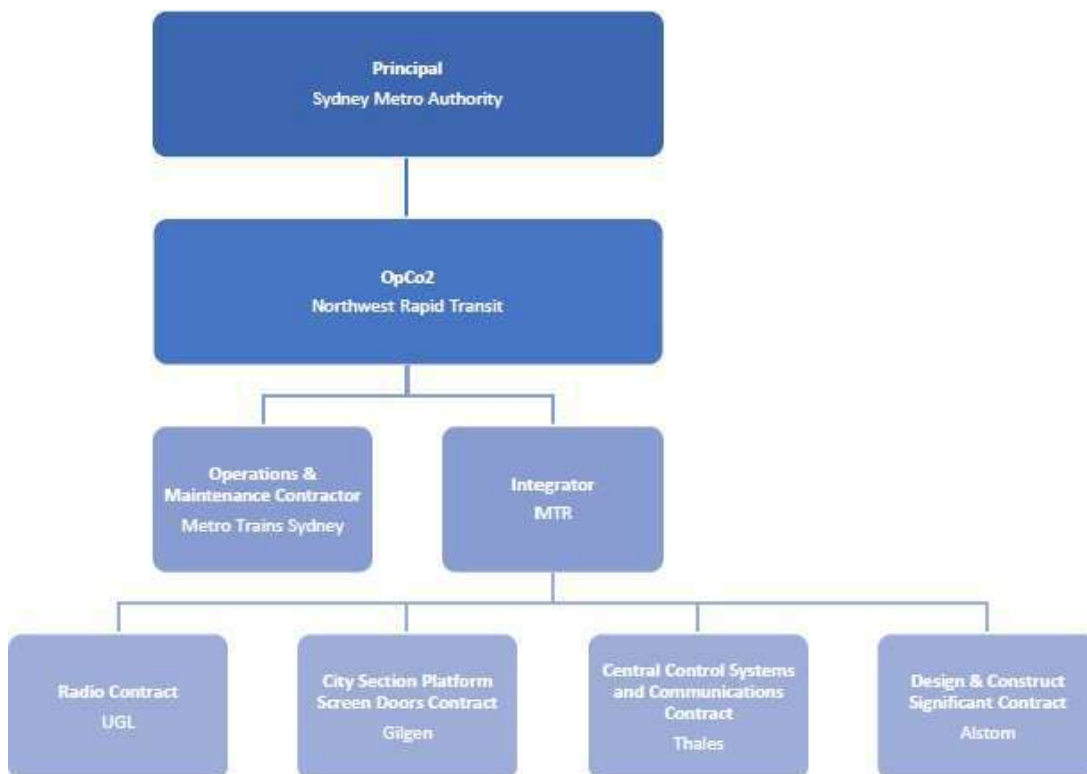 Principal
Sydney Metro Authority
OpCo2
Northwest Rapid Transit
Operations &
Maintenance Contractor
Metro Trains Sydney
Integrator
MTR
Radio Contract
UGL
City Section Platform
Screen Doors Contract
Gilgen
Central Control Systems
and Communications
Contract
Thales
Design & Construct
Significant Contract
Alstom